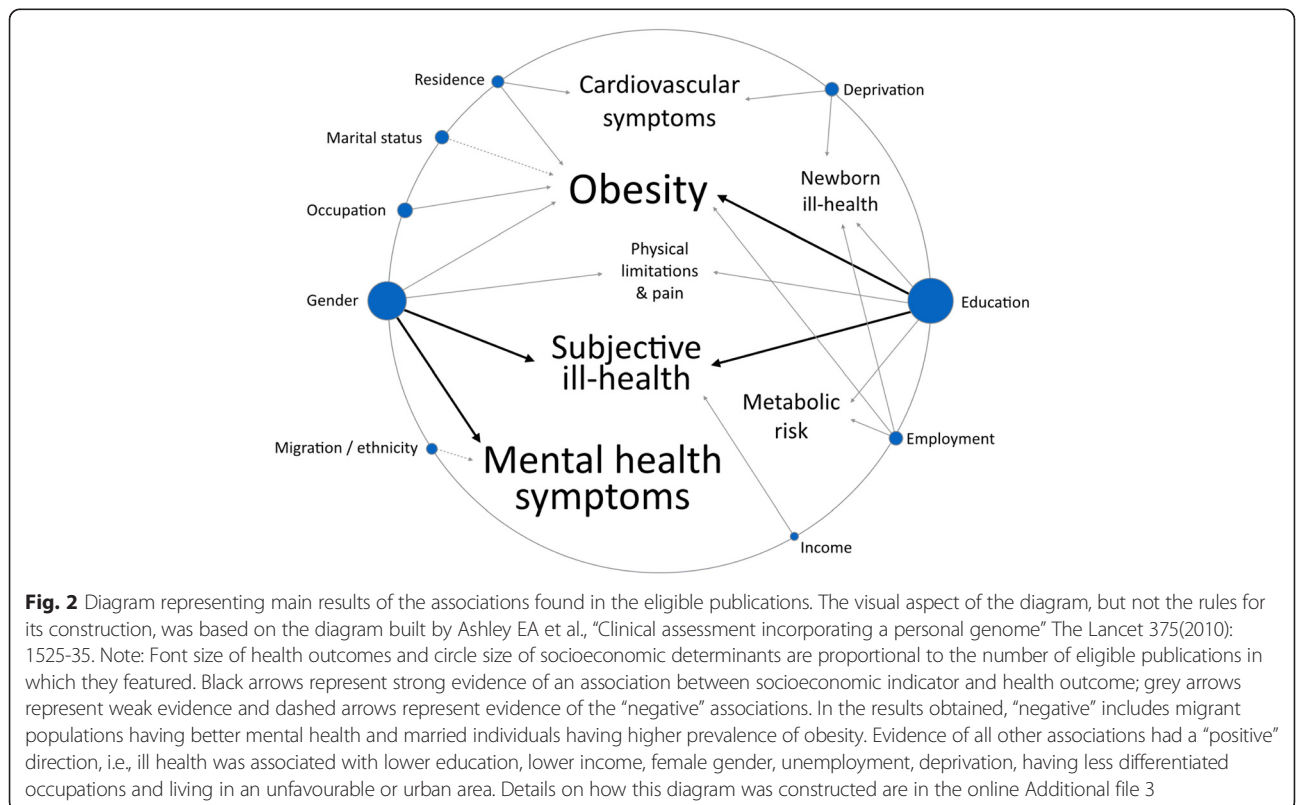 Residence
Cardiovascular
symptoms
Deprivation
Marital status
Obesity
Newborn
ill-health
Occupation
Physical
limitations
& pain
Gender
Education
Subjective
ill-health
Metabolic
risk
Employment
Migration / ethnicity
Mental health
symptoms
Income
Fig. 2 Diagram representing main results of the associations found in the eligible publications. The visual aspect of the diagram, but not the rules for
its construction, was based on the diagram built by Ashley EA et al., “Clinical assessment incorporating a personal genome” The Lancet 375(2010):
1525-35. Note: Font size of health outcomes and circle size of socioeconomic determinants are proportional to the number of eligible publications in
which they featured. Black arrows represent strong evidence of an association between socioeconomic indicator and health outcome; grey arrows
represent weak evidence and dashed arrows represent evidence of the “negative” associations. In the results obtained, “negative” includes migrant
populations having better mental health and married individuals having higher prevalence of obesity. Evidence of all other associations had a “positive”
direction, i.e., ill health was associated with lower education, lower income, female gender, unemployment, deprivation, having less differentiated
occupations and living in an unfavourable or urban area. Details on how this diagram was constructed are in the online Additional file 3